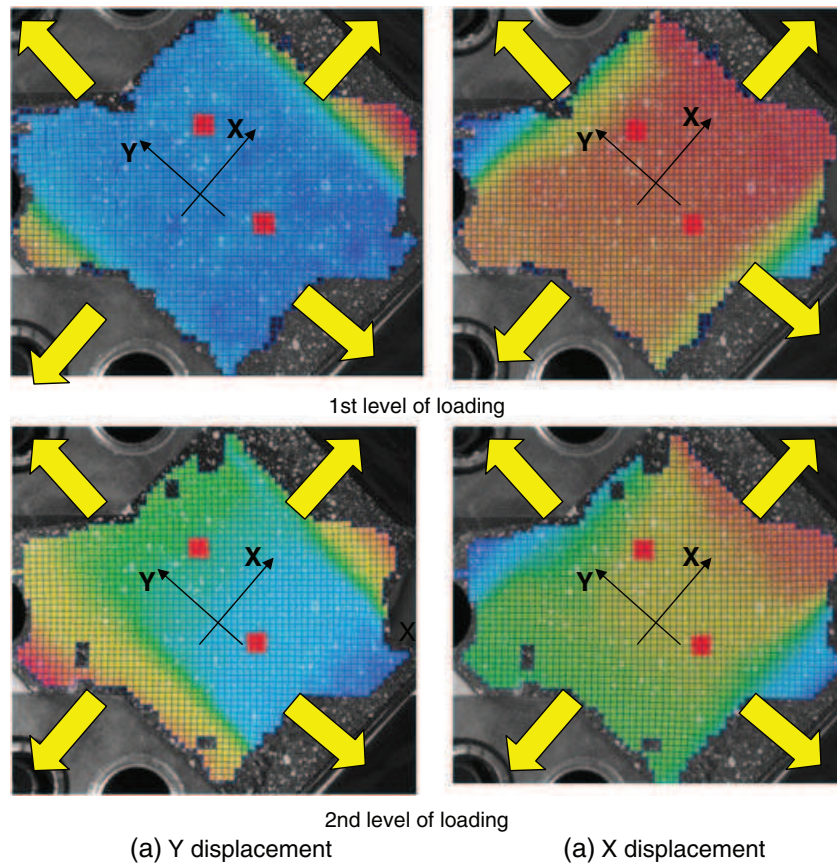 X
Y
X
Y
1st level of loading
X
Y
X
X
Y
2nd level of loading
(a) Y displacement
(a) X displacement